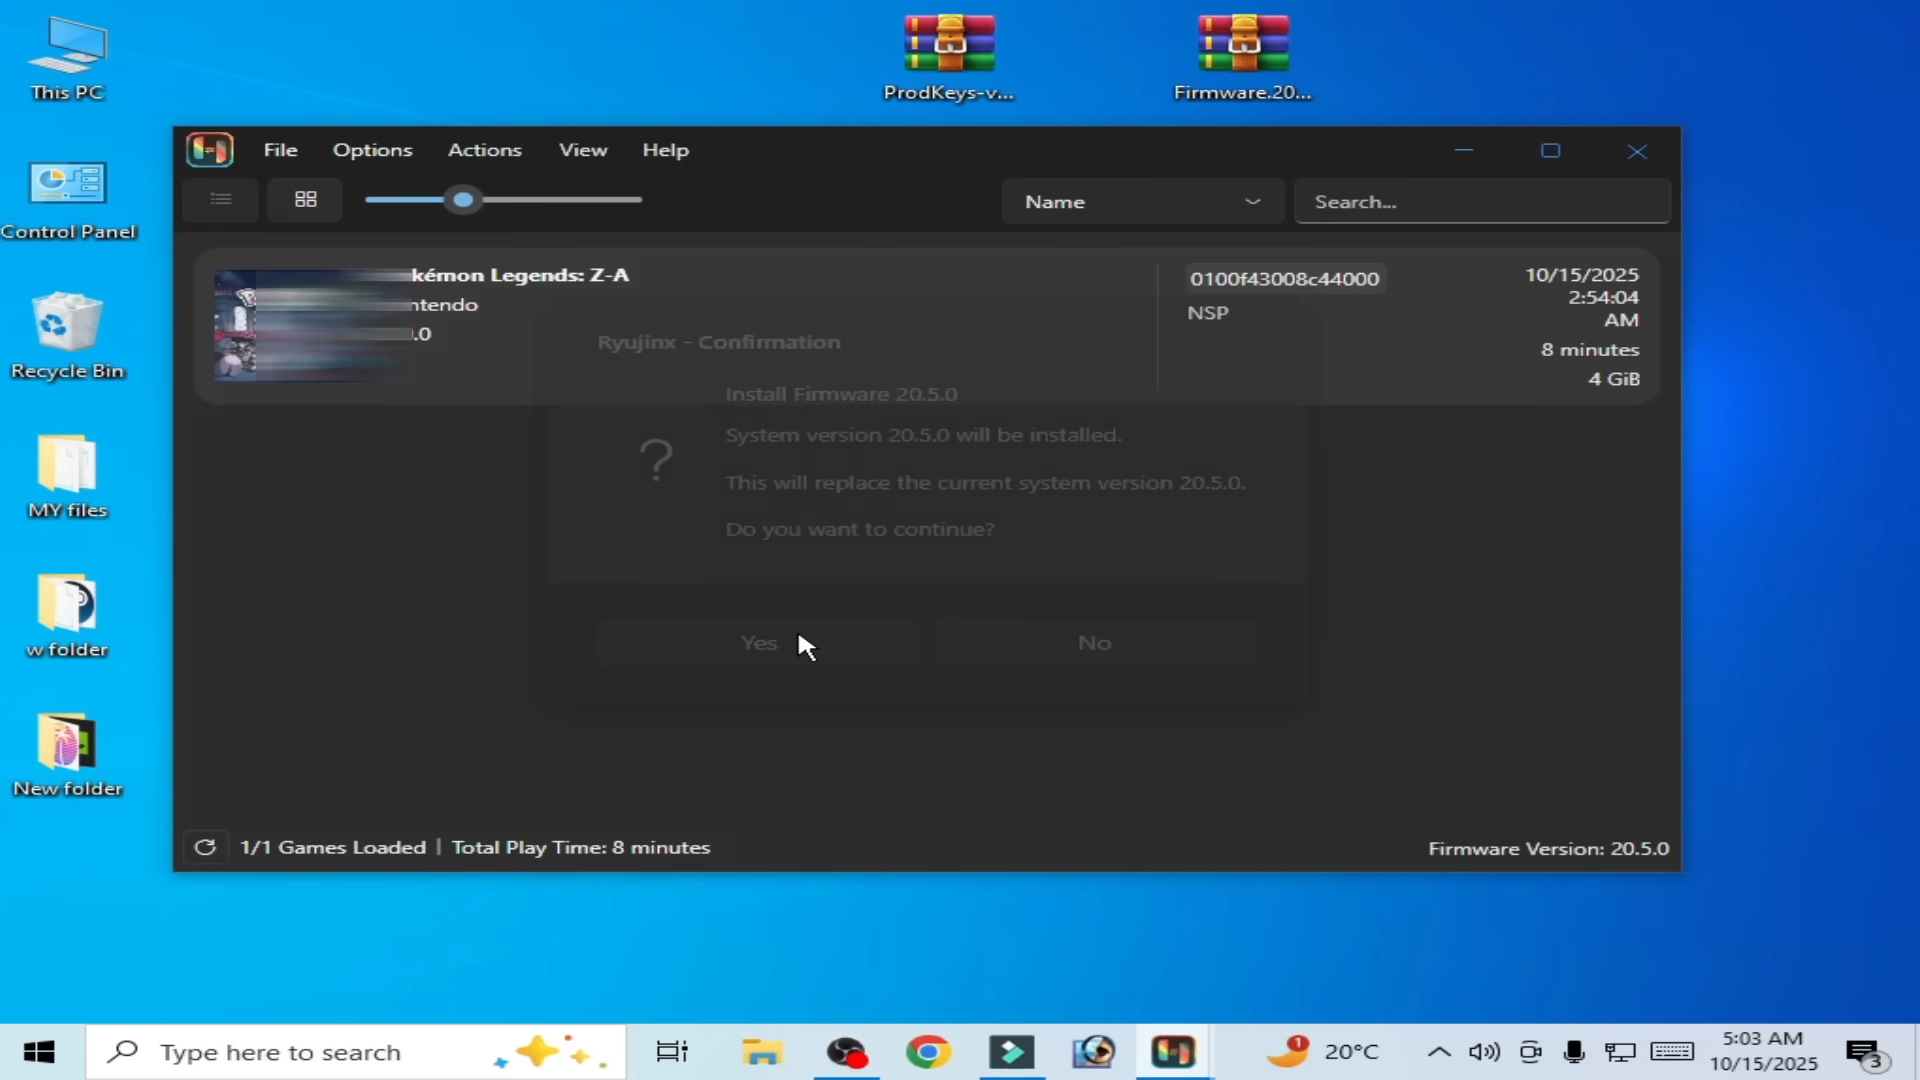 This PC
Control Panel
Recycle Bin
MY files
w folder
New folder
ProdKeys-v...
Firmware.20...
File Options Actions View Help
Name
Search...
kémon Legends: Z-A
ntendo
.0
0100f43008c44000
NSP
10/15/2025
2:54:04
AM
8 minutes
4 GiB
Ryujinx - Confirmation
Install Firmware 20.5.0
System version 20.5.0 will be installed.
This will replace the current system version 20.5.0.
Do you want to continue?
Yes
No
1/1 Games Loaded | Total Play Time: 8 minutes
Firmware Version: 20.5.0
Type here to search
1
20°C
5:03 AM
10/15/2025
3